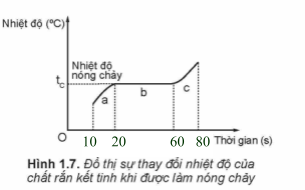 Nhiệt độ (ºC)
Nhiệt độ
nóng chảy
tc
a
b
c
O
10 20 60 80 Thời gian (s)
Hình 1.7. Đồ thị sự thay đổi nhiệt độ của
chất rắn kết tinh khi được làm nóng chảy